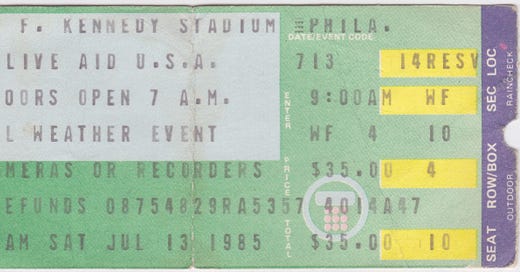 F. KENNEDY STADIUM PHILA.
DATE/EVENT CODE
LIVE AID U.S.A. 713 14RESV
OORS OPEN 7 A.M. 9:00AM WF
L WEATHER EVENT WF 4 10
MERAS OR RECORDERS $35.00 4
EFUNDS 08754829RA5357 4014A47
AM SAT JUL 13 1985 $35.00 10
ENTER
PRICE
TOTAL
SEC LOC
ROW/BOX
SEAT
RAINCHECK
OUTDOOR